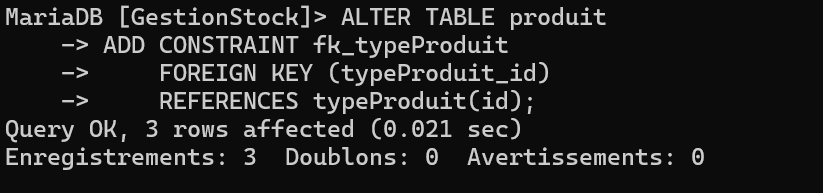 MariaDB [GestionStock]> ALTER TABLE produit
    -> ADD CONSTRAINT fk_typeProduit
    ->     FOREIGN KEY (typeProduit_id)
    ->     REFERENCES typeProduit(id);
Query OK, 3 rows affected (0.021 sec)
Enregistrements: 3  Doublons: 0  Avertissements: 0